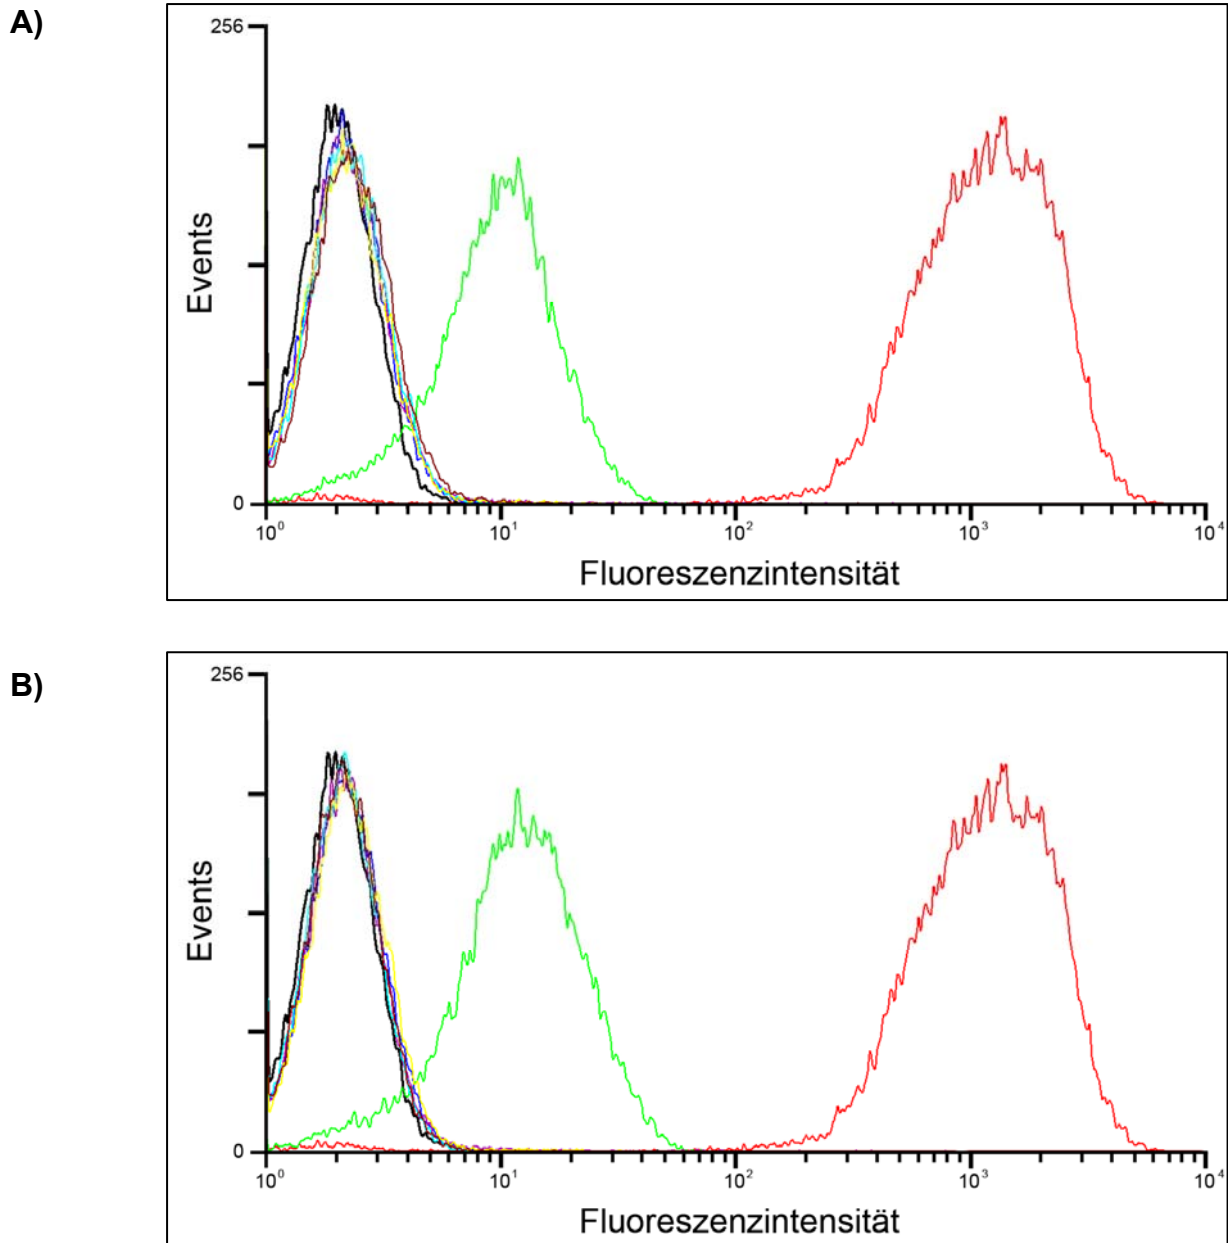 A)
256
Events
0
10⁰ 10¹ 10² 10³ 10⁴
Fluoreszenzintensität
B)
256
Events
0
10⁰ 10¹ 10² 10³ 10⁴
Fluoreszenzintensität